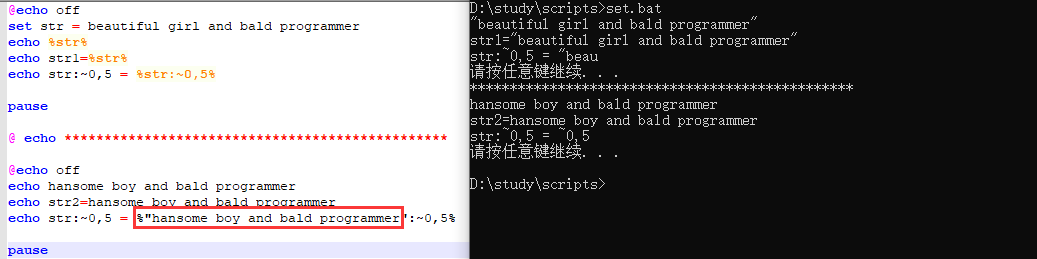 @echo off
set str = beautiful girl and bald programmer
echo %str%
echo str1=%str%
echo str:~0,5 = %str:~0,5%
pause
@ echo ************************************************
@echo off
echo hansome boy and bald programmer
echo str2=hansome boy and bald programmer
echo str:~0,5 = %"hansome boy and bald programmer":~0,5%
pause
D:\study\scripts>set.bat
"beautiful girl and bald programmer"
str1="beautiful girl and bald programmer"
str:~0,5 = "beau
请按任意键继续. . .
************************************************
hansome boy and bald programmer
str2=hansome boy and bald programmer
str:~0,5 = ~0,5
请按任意键继续. . .
D:\study\scripts>